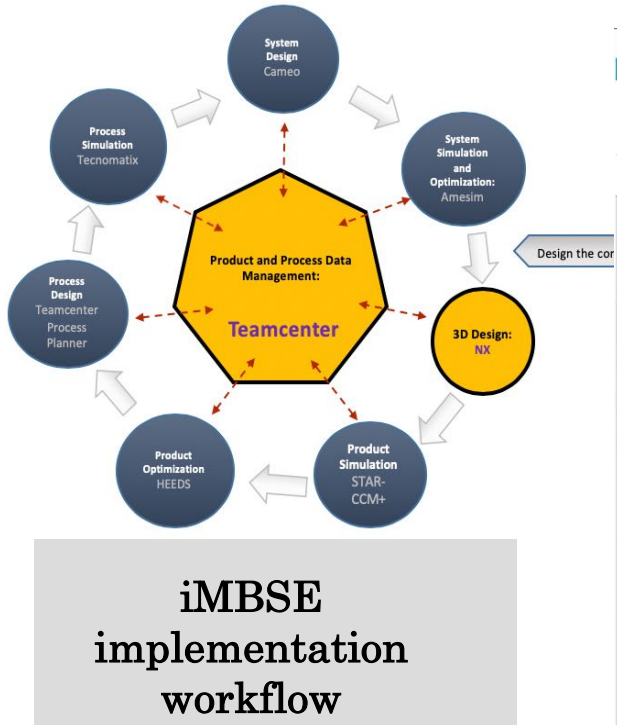 System
Design
Cameo
Process
Simulation
Tecnomatix
System
Simulation
and
Optimization:
Amesim
Product and Process Data
Management:
Teamcenter
Design the
Process
Design
Teamcenter
Process
Planner
3D Design:
NX
Product
Optimization
HEEDS
Product
Simulation
STAR-
CCM+
iMBSE
implementation
workflow